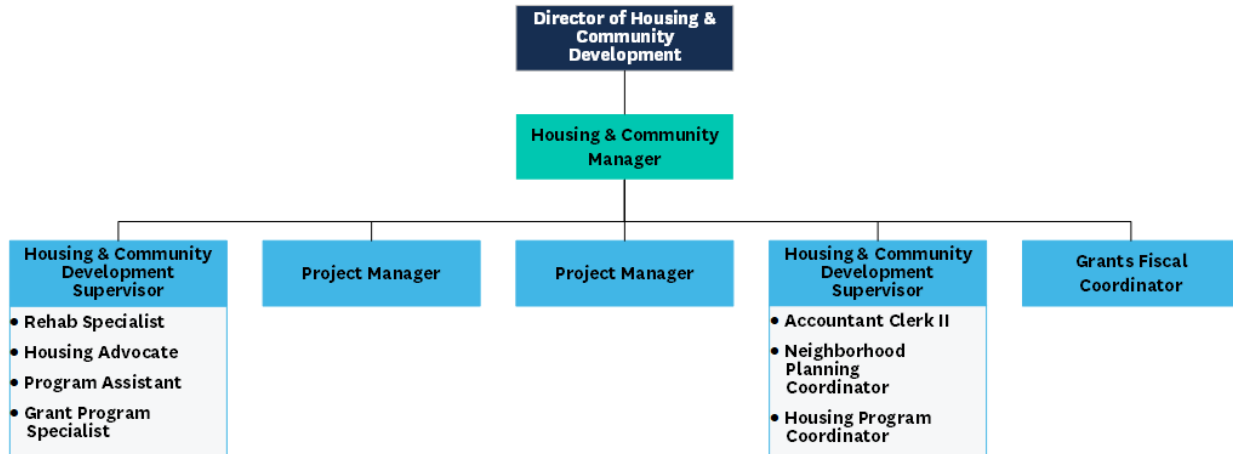 Director of Housing &
Community
Development
Housing & Community
Manager
Housing & Community
Development
Supervisor
• Rehab Specialist
• Housing Advocate
• Program Assistant
• Grant Program
Specialist
Project Manager
Project Manager
Housing & Community
Development
Supervisor
• Accountant Clerk II
• Neighborhood
Planning
Coordinator
• Housing Program
Coordinator
Grants Fiscal
Coordinator